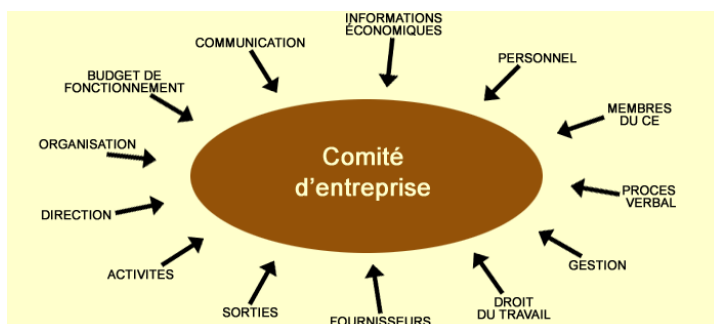 INFORMATIONS
ÉCONOMIQUES
COMMUNICATION
PERSONNEL
BUDGET DE
FONCTIONNEMENT
MEMBRES
DU CE
ORGANISATION
Comité
d'entreprise
PROCES
VERBAL
DIRECTION
GESTION
ACTIVITES
DROIT
DU TRAVAIL
SORTIES
FOURNISSEURS